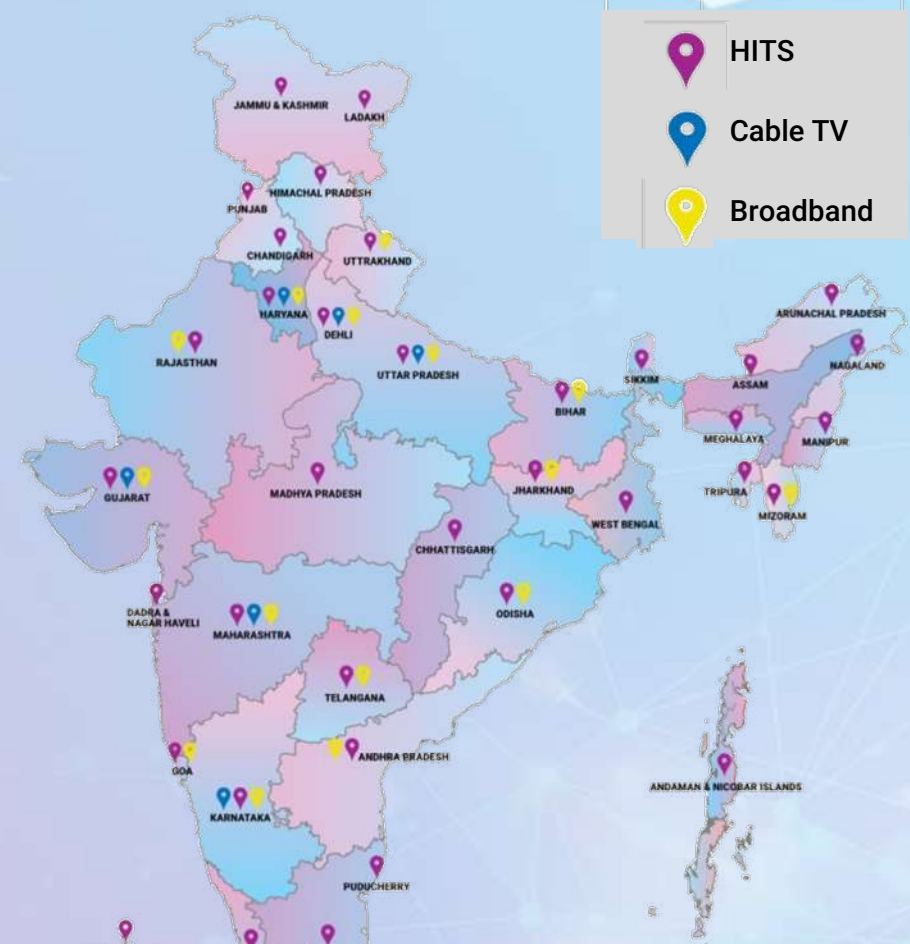 HITS
Cable TV
Broadband
JAMMU & KASHMIR
LADAKH
HIMACHAL PRADESH
PUNJAB
CHANDIGARH
UTTRAKHAND
HARYANA
DEHLI
RAJASTHAN
UTTAR PRADESH
BIHAR
SIKKIM
ARUNACHAL PRADESH
NAGALAND
ASSAM
MEGHALAYA
MANIPUR
TRIPURA
MIZORAM
GUJARAT
MADHYA PRADESH
JHARKHAND
WEST BENGAL
CHHATTISGARH
ODISHA
DADRA &
NAGAR HAVELI
MAHARASHTRA
TELANGANA
GOA
ANDHRA PRADESH
ANDAMAN & NICOBAR ISLANDS
KARNATAKA
PUDUCHERRY